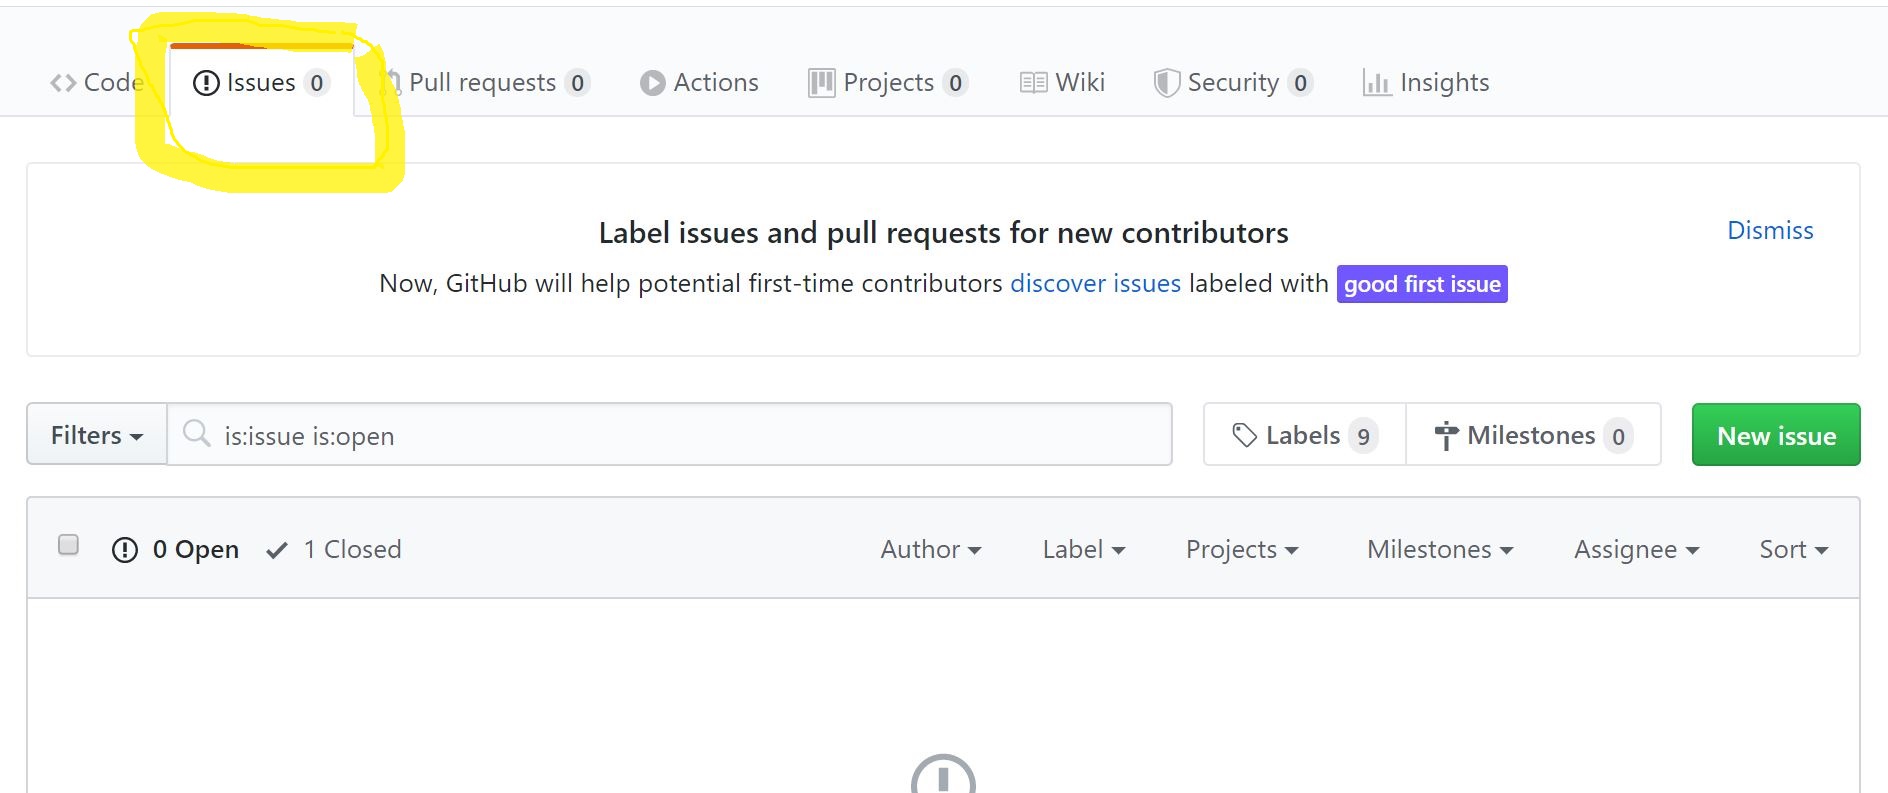 Code Issues 0 Pull requests 0 Actions Projects 0 Wiki Security 0 Insights
Label issues and pull requests for new contributors
Dismiss
Now, GitHub will help potential first-time contributors discover issues labeled with good first issue
Filters is:issue is:open Labels 9 Milestones 0 New issue
0 Open 1 Closed Author Label Projects Milestones Assignee Sort